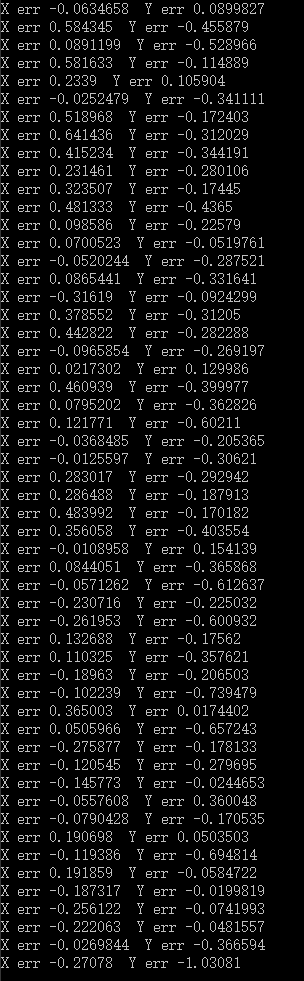 X err -0.0634658  Y err 0.0899827
X err 0.584345  Y err -0.455879
X err 0.0891199  Y err -0.528966
X err 0.581633  Y err -0.114889
X err 0.2339  Y err 0.105904
X err -0.0252479  Y err -0.341111
X err 0.518968  Y err -0.172403
X err 0.641436  Y err -0.312029
X err 0.415234  Y err -0.344191
X err 0.231461  Y err -0.280106
X err 0.323507  Y err -0.17445
X err 0.481333  Y err -0.4365
X err 0.098586  Y err -0.22579
X err 0.0700523  Y err -0.0519761
X err -0.0520244  Y err -0.287521
X err 0.0865441  Y err -0.331641
X err -0.31619  Y err -0.0924299
X err 0.378552  Y err -0.31205
X err 0.442822  Y err -0.282288
X err -0.0965854  Y err -0.269197
X err 0.0217302  Y err 0.129986
X err 0.460939  Y err -0.399977
X err 0.0795202  Y err -0.362826
X err 0.121771  Y err -0.60211
X err -0.0368485  Y err -0.205365
X err -0.0125597  Y err -0.30621
X err 0.283017  Y err -0.292942
X err 0.286488  Y err -0.187913
X err 0.483992  Y err -0.170182
X err 0.356058  Y err -0.403554
X err -0.0108958  Y err 0.154139
X err 0.0844051  Y err -0.365868
X err -0.0571262  Y err -0.612637
X err -0.230716  Y err -0.225032
X err -0.261953  Y err -0.600932
X err 0.132688  Y err -0.17562
X err 0.110325  Y err -0.357621
X err -0.18963  Y err -0.206503
X err -0.102239  Y err -0.739479
X err 0.365003  Y err 0.0174402
X err 0.0505966  Y err -0.657243
X err -0.275877  Y err -0.178133
X err -0.120545  Y err -0.279695
X err -0.145773  Y err -0.0244653
X err -0.0557608  Y err 0.360048
X err -0.0790428  Y err -0.170535
X err 0.190698  Y err 0.0503503
X err -0.119386  Y err -0.694814
X err 0.191859  Y err -0.0584722
X err -0.187317  Y err -0.0199819
X err -0.256122  Y err -0.0741993
X err -0.222063  Y err -0.0481557
X err -0.0269844  Y err -0.366594
X err -0.27078  Y err -1.03081